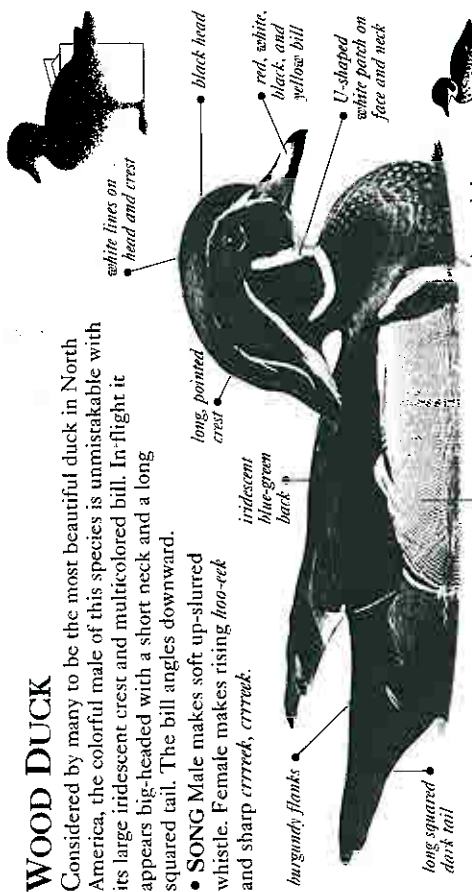 WOOD DUCK
Considered by many to be the most beautiful duck in North
America, the colorful male of this species is unmistakable with
its large iridescent crest and multicolored bill. In flight it
appears big-headed with a short neck and a long
squared tail. The bill angles downward.
• SONG Male makes soft up-slurred
whistle. Female makes rising hoo-eek
and sharp crrreek, crrreek.
white lines on
head and crest
black head
red, white,
black, and
yellow bill
U-shaped
white patch on
face and neck
long, pointed
crest
iridescent
blue-green
back
burgundy flanks
long squared
dark tail